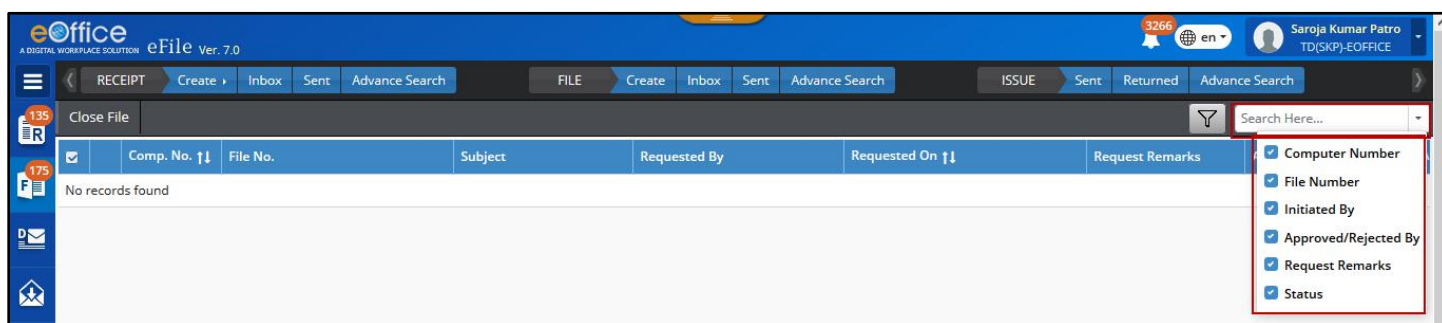 eOffice
A DIGITAL WORKPLACE SOLUTION eFile Ver. 7.0
3266 en Saroja Kumar Patro
TD(SKP)-EOFFICE
RECEIPT Create Inbox Sent Advance Search FILE Create Inbox Sent Advance Search ISSUE Sent Returned Advance Search
135 R Close File Search Here...
Comp. No. File No. Subject Requested By Requested On Request Remarks
Computer Number
175 F No records found
File Number
Initiated By
D Approved/Rejected By
Request Remarks
Status